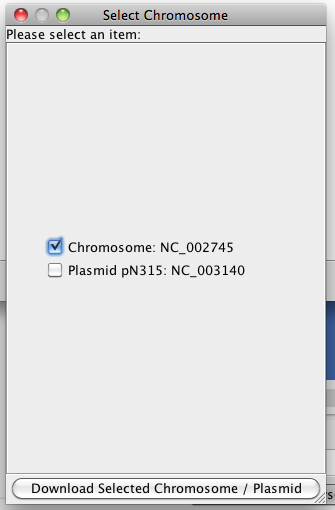 Select Chromosome
Please select an item:
Chromosome: NC_002745
Plasmid pN315: NC_003140
Download Selected Chromosome / Plasmid